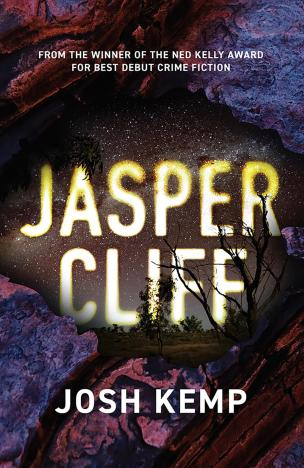 FROM THE WINNER OF THE NED KELLY AWARD
FOR BEST DEBUT CRIME FICTION
JASPER
CLIFF
JOSH KEMP